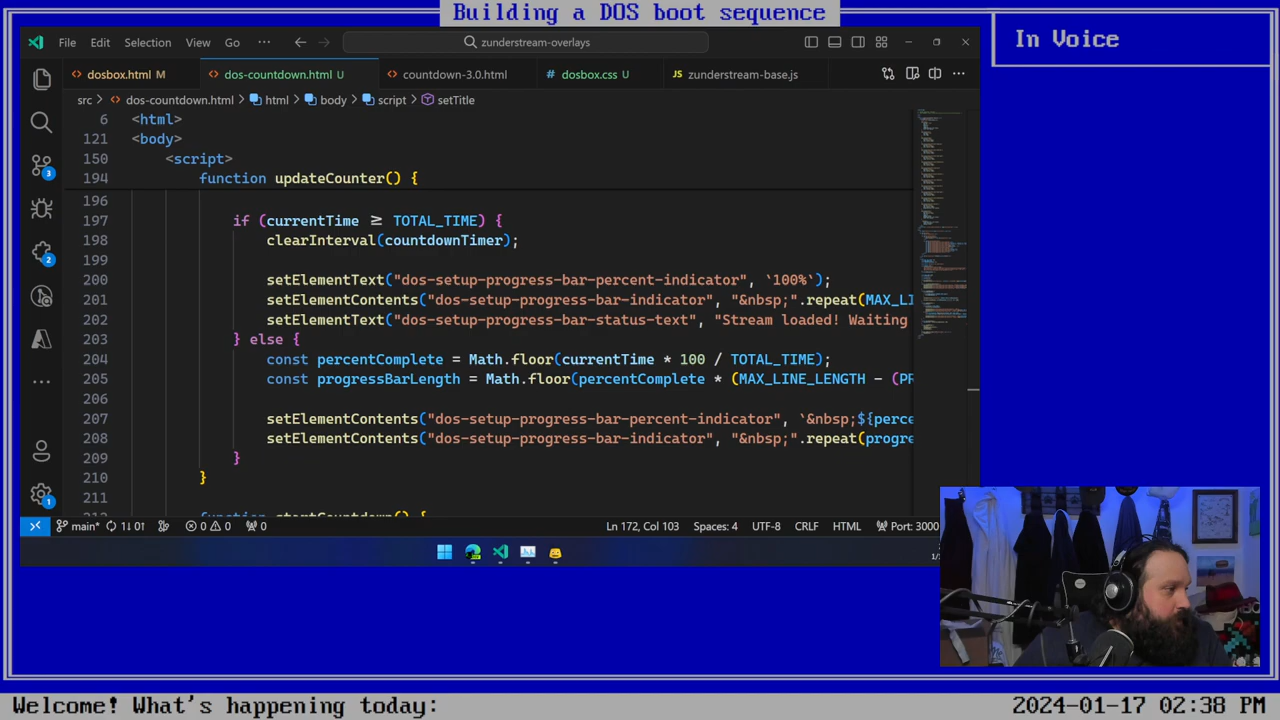 Building a DOS boot sequence
In Voice
File Edit Selection View Go ··· zunderstream-overlays
dosbox.html M dos-countdown.html U countdown-3.0.html dosbox.css U zunderstream-base.js
src > dos-countdown.html > html > body > script > setTitle
6 <html>
121 <body>
150 <script>
194 function updateCounter() {
196
197 if (currentTime ≥ TOTAL_TIME) {
198 clearInterval(countdownTimer);
199
200 setElementText("dos-setup-progress-bar-percent-indicator", `100%`);
201 setElementContents("dos-setup-progress-bar-indicator", "&nbsp;".repeat(MAX_LI
202 setElementText("dos-setup-progress-bar-status-text", "Stream loaded! Waiting
203 else {
204 const percentComplete = Math.floor(currentTime * 100 / TOTAL_TIME);
205 const progressBarLength = Math.floor(percentComplete * (MAX_LINE_LENGTH - (PR
206
207 setElementContents("dos-setup-progress-bar-percent-indicator", `&nbsp;${perce
208 setElementContents("dos-setup-progress-bar-indicator", "&nbsp;".repeat(progre
209 }
210 }
211
3
2
1
main* 0 0 0 Ln 172, Col 103 Spaces: 4 UTF-8 CRLF HTML Port: 3000
Welcome! What's happening today: 2024-01-17 02:38 PM